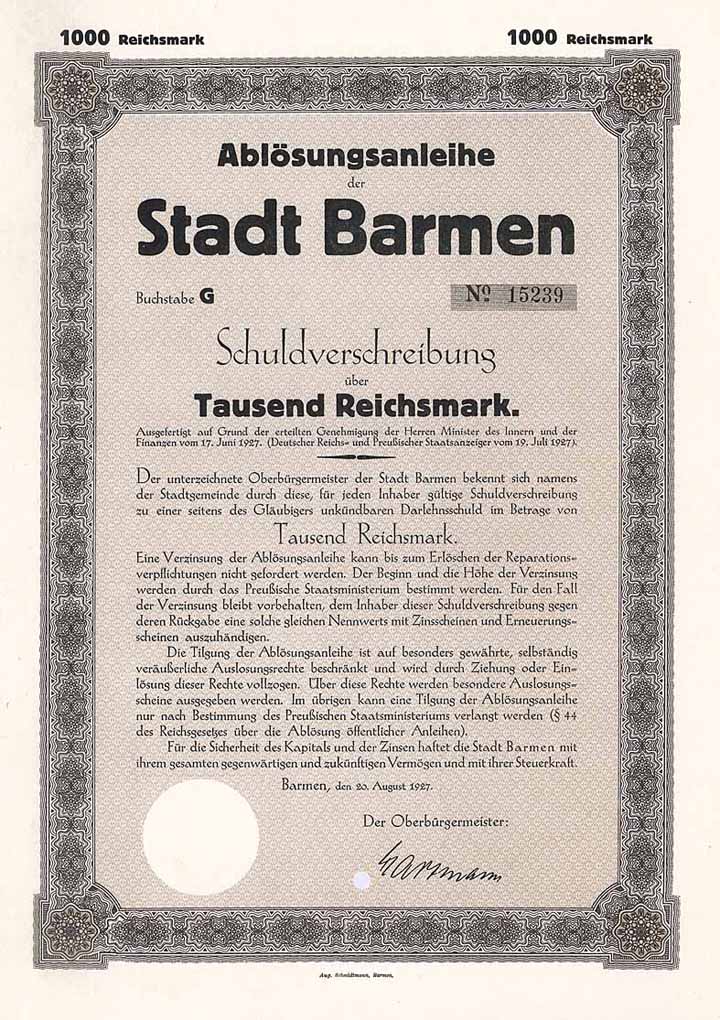 1000 Reichsmark 1000 Reichsmark
Ablösungsanleihe
der
Stadt Barmen
Buchstabe G No. 15239
Schuldverschreibung
über
Tausend Reichsmark.
Ausgefertigt auf Grund der erteilten Genehmigung der Herren Minister des Innern und der
Finanzen vom 17. Juni 1927. (Deutscher Reichs- und Preußischer Staatsanzeiger vom 19. Juli 1927).
Der unterzeichnete Oberbürgermeister der Stadt Barmen bekennt sich namens
der Stadtgemeinde durch diese, für jeden Inhaber gültige Schuldverschreibung
zu einer seitens des Gläubigers unkündbaren Darlehnsschuld im Betrage von
Tausend Reichsmark.
Eine Verzinsung der Ablösungsanleihe kann bis zum Erlöschen der Reparations-
verpflichtungen nicht gefordert werden. Der Beginn und die Höhe der Verzinsung
werden durch das Preußische Staatsministerium bestimmt werden. Für den Fall
der Verzinsung bleibt vorbehalten, dem Inhaber dieser Schuldverschreibung gegen
deren Rückgabe eine solche gleichen Nennwerts mit Zinsscheinen und Erneuerungs-
scheinen auszuhändigen.
Die Tilgung der Ablösungsanleihe ist auf besonders gewährte, selbständig
veräußerliche Auslosungsrechte beschränkt und wird durch Ziehung oder Ein-
lösung dieser Rechte vollzogen. Über diese Rechte werden besondere Auslosungs-
scheine ausgegeben werden. Im übrigen kann eine Tilgung der Ablösungsanleihe
nur nach Bestimmung des Preußischen Staatsministeriums verlangt werden (§ 44
des Reichsgesetzes über die Ablösung öffentlicher Anleihen).
Für die Sicherheit des Kapitals und der Zinsen haftet die Stadt Barmen mit
ihrem gesamten gegenwärtigen und zukünftigen Vermögen und mit ihrer Steuerkraft.
Barmen, den 20. August 1927.
Der Oberbürgermeister:
Aug. Schmidtmann, Barmen,